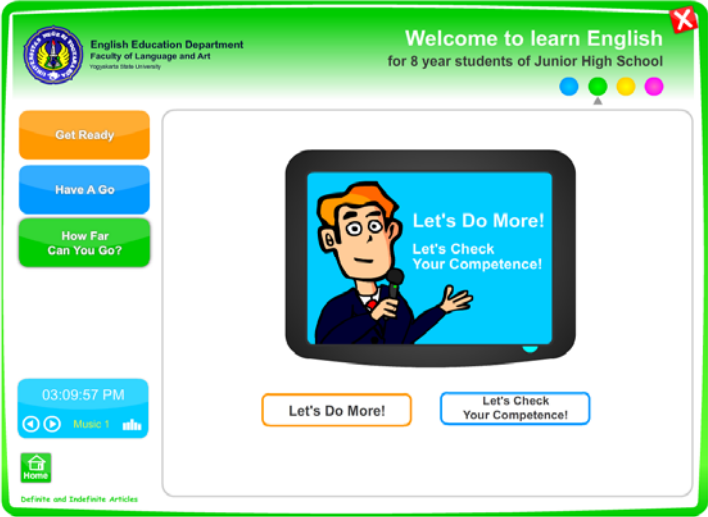 English Education Department
Faculty of Language and Art
Yogyakarta State University
Welcome to learn English
for 8 year students of Junior High School
Get Ready
Have A Go
How Far
Can You Go?
Let's Do More!
Let's Check
Your Competence!
03:09:57 PM
Music 1
Let's Do More!
Let's Check
Your Competence!
Home
Definite and Indefinite Articles